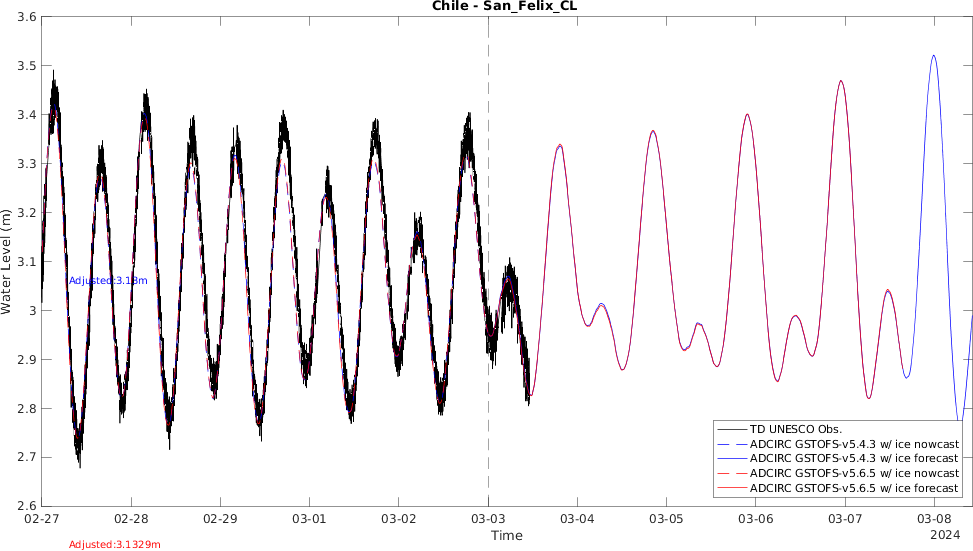 Chile - San_Felix_CL
3.6
3.5
3.4
3.3
3.2
3.1
3
2.9
2.8
2.7
2.6
Water Level (m)
Adjusted:3.13m
TD UNESCO Obs.
ADCIRC GSTOFS-v5.4.3 w/ ice nowcast
ADCIRC GSTOFS-v5.4.3 w/ ice forecast
ADCIRC GSTOFS-v5.6.5 w/ ice nowcast
ADCIRC GSTOFS-v5.6.5 w/ ice forecast
02-27 02-28 02-29 03-01 03-02 03-03 03-04 03-05 03-06 03-07 03-08
2024
Time
Adjusted:3.1329m